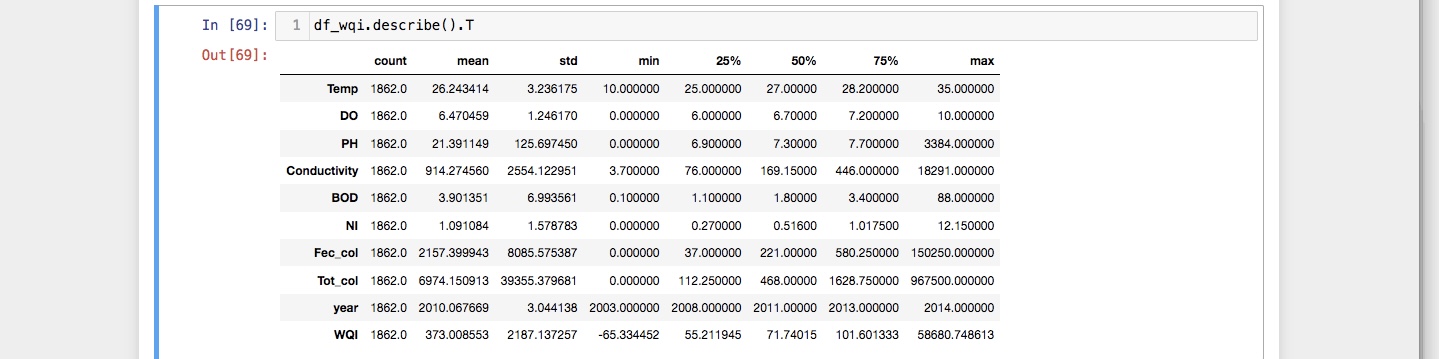 In [69]: 1 df_wqi.describe().T
Out[69]:
count mean std min 25% 50% 75% max
Temp 1862.0 26.243414 3.236175 10.000000 25.000000 27.00000 28.200000 35.000000
DO 1862.0 6.470459 1.246170 0.000000 6.000000 6.70000 7.200000 10.000000
PH 1862.0 21.391149 125.697450 0.000000 6.900000 7.30000 7.700000 3384.000000
Conductivity 1862.0 914.274560 2554.122951 3.700000 76.000000 169.15000 446.000000 18291.000000
BOD 1862.0 3.901351 6.993561 0.100000 1.100000 1.80000 3.400000 88.000000
NI 1862.0 1.091084 1.578783 0.000000 0.270000 0.51600 1.017500 12.150000
Fec_col 1862.0 2157.399943 8085.575387 0.000000 37.000000 221.00000 580.250000 150250.000000
Tot_col 1862.0 6974.150913 39355.379681 0.000000 112.250000 468.00000 1628.750000 967500.000000
year 1862.0 2010.067669 3.044138 2003.000000 2008.000000 2011.00000 2013.000000 2014.000000
WQI 1862.0 373.008553 2187.137257 -65.334452 55.211945 71.74015 101.601333 58680.748613